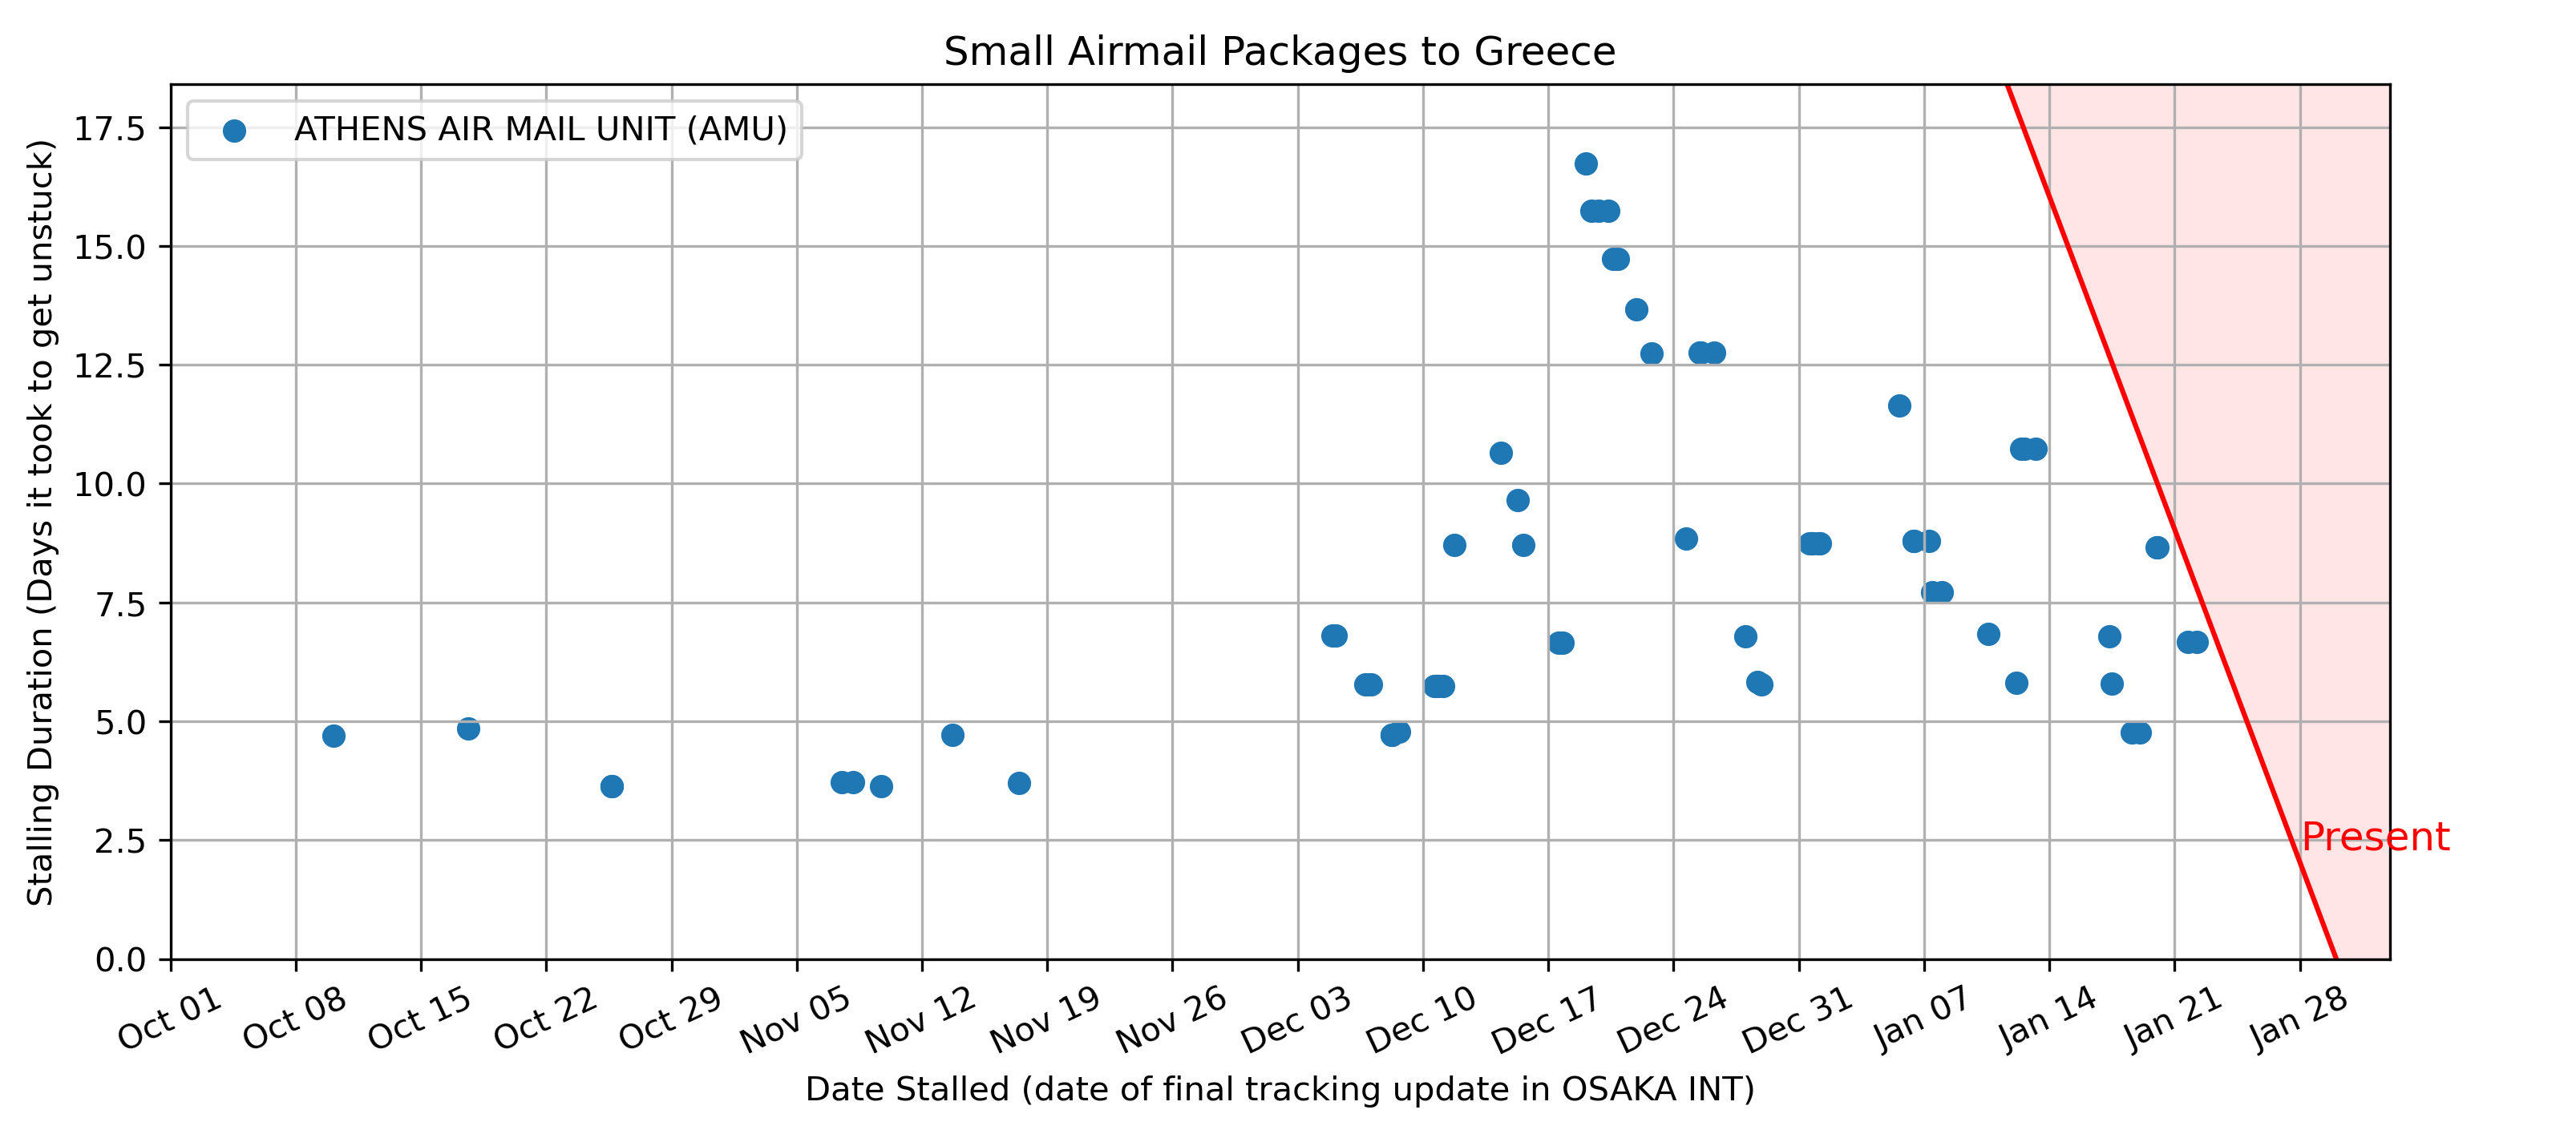 Small Airmail Packages to Greece
ATHENS AIR MAIL UNIT (AMU)
Stalling Duration (Days it took to get unstuck)
17.5
15.0
12.5
10.0
7.5
5.0
2.5
0.0
Present
Oct 01
Oct 08
Oct 15
Oct 22
Oct 29
Nov 05
Nov 12
Nov 19
Nov 26
Dec 03
Dec 10
Dec 17
Dec 24
Dec 31
Jan 07
Jan 14
Jan 21
Jan 28
Date Stalled (date of final tracking update in OSAKA INT)